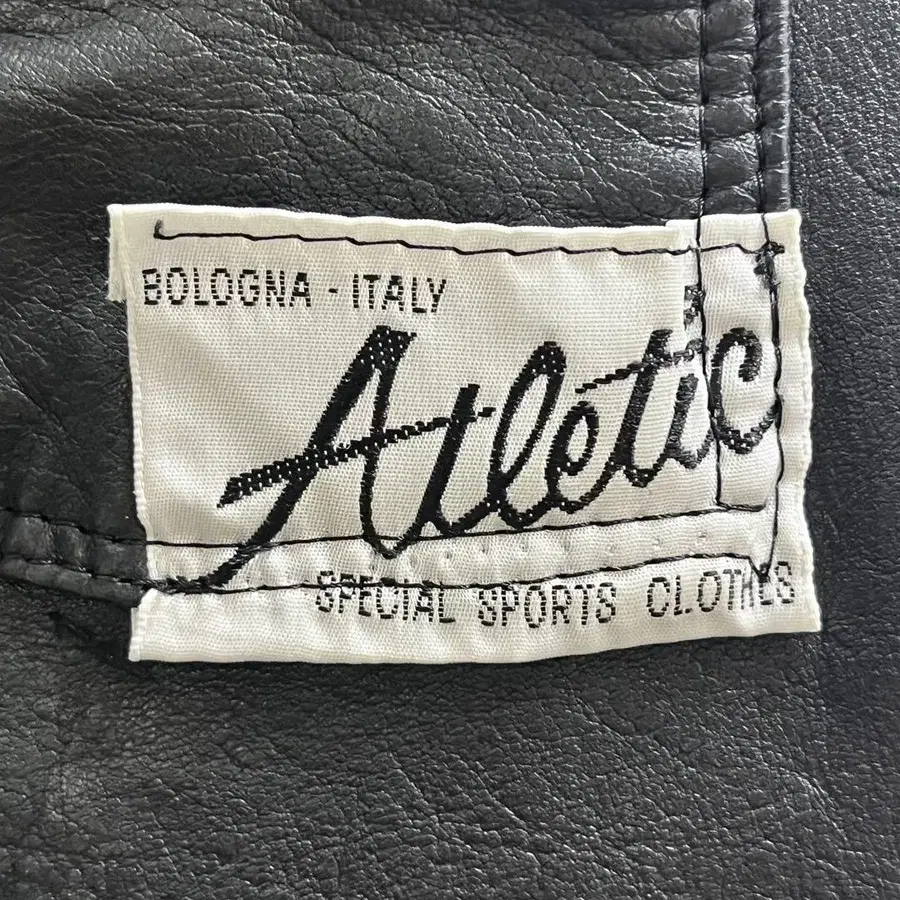 BOLOGNA - ITALY
Atletic
SPECIAL SPORTS CLOTHES